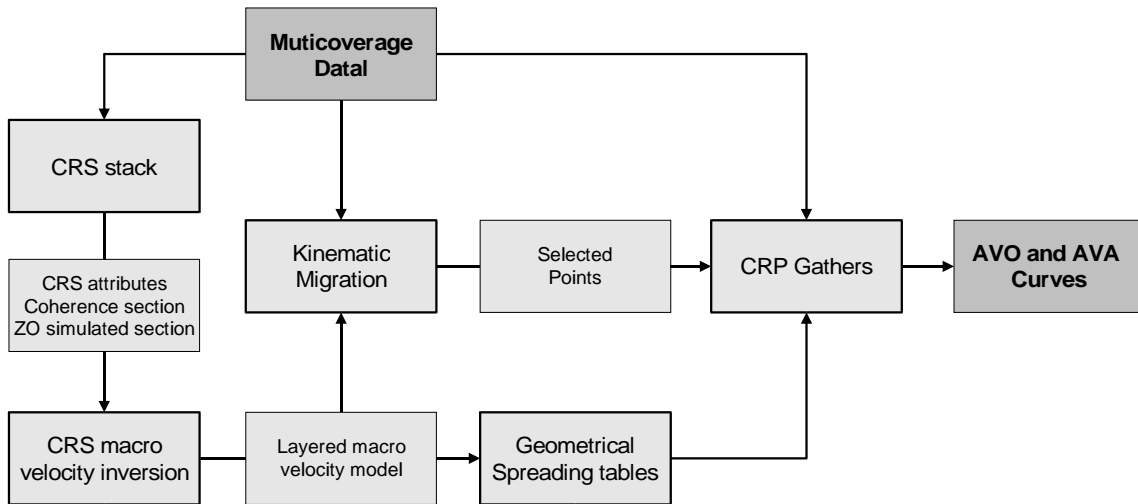 Muticoverage
Datal
CRS stack
Kinematic
Migration
Selected
Points
CRP Gathers
AVO and AVA
Curves
CRS attributes
Coherence section
ZO simulated section
CRS macro
velocity inversion
Layered macro
velocity model
Geometrical
Spreading tables